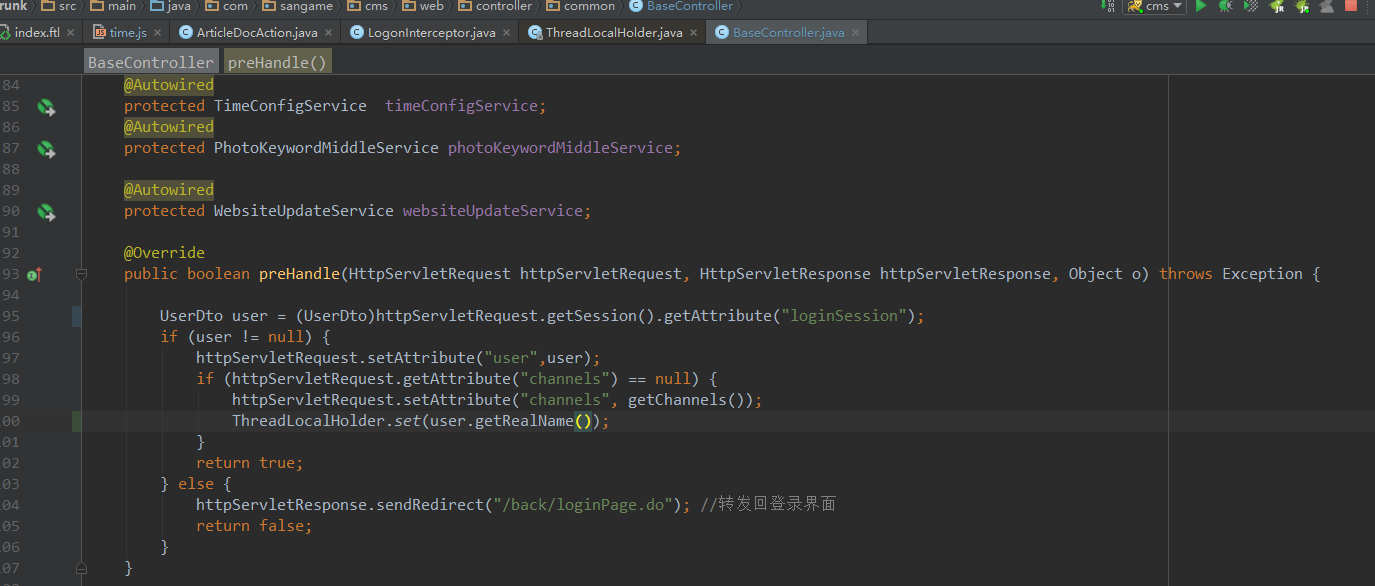 runk src main java com sangame cms web controller common BaseController cms
index.ftl × time.js × ArticleDocAction.java × LogonInterceptor.java × ThreadLocalHolder.java × BaseController.java ×
BaseController preHandle()
84 @Autowired
85 protected TimeConfigService timeConfigService;
86 @Autowired
87 protected PhotoKeywordMiddleService photoKeywordMiddleService;
88
89 @Autowired
90 protected WebsiteUpdateService websiteUpdateService;
91
92 @Override
93 public boolean preHandle(HttpServletRequest httpServletRequest, HttpServletResponse httpServletResponse, Object o) throws Exception {
94
95 UserDto user = (UserDto)httpServletRequest.getSession().getAttribute("loginSession");
96 if (user != null) {
97 httpServletRequest.setAttribute("user",user);
98 if (httpServletRequest.getAttribute("channels") == null) {
99 httpServletRequest.setAttribute("channels", getChannels());
00 ThreadLocalHolder.set(user.getRealName());
01 }
02 return true;
03 } else {
04 httpServletResponse.sendRedirect("/back/loginPage.do"); //转发回登录界面
05 return false;
06 }
07 }